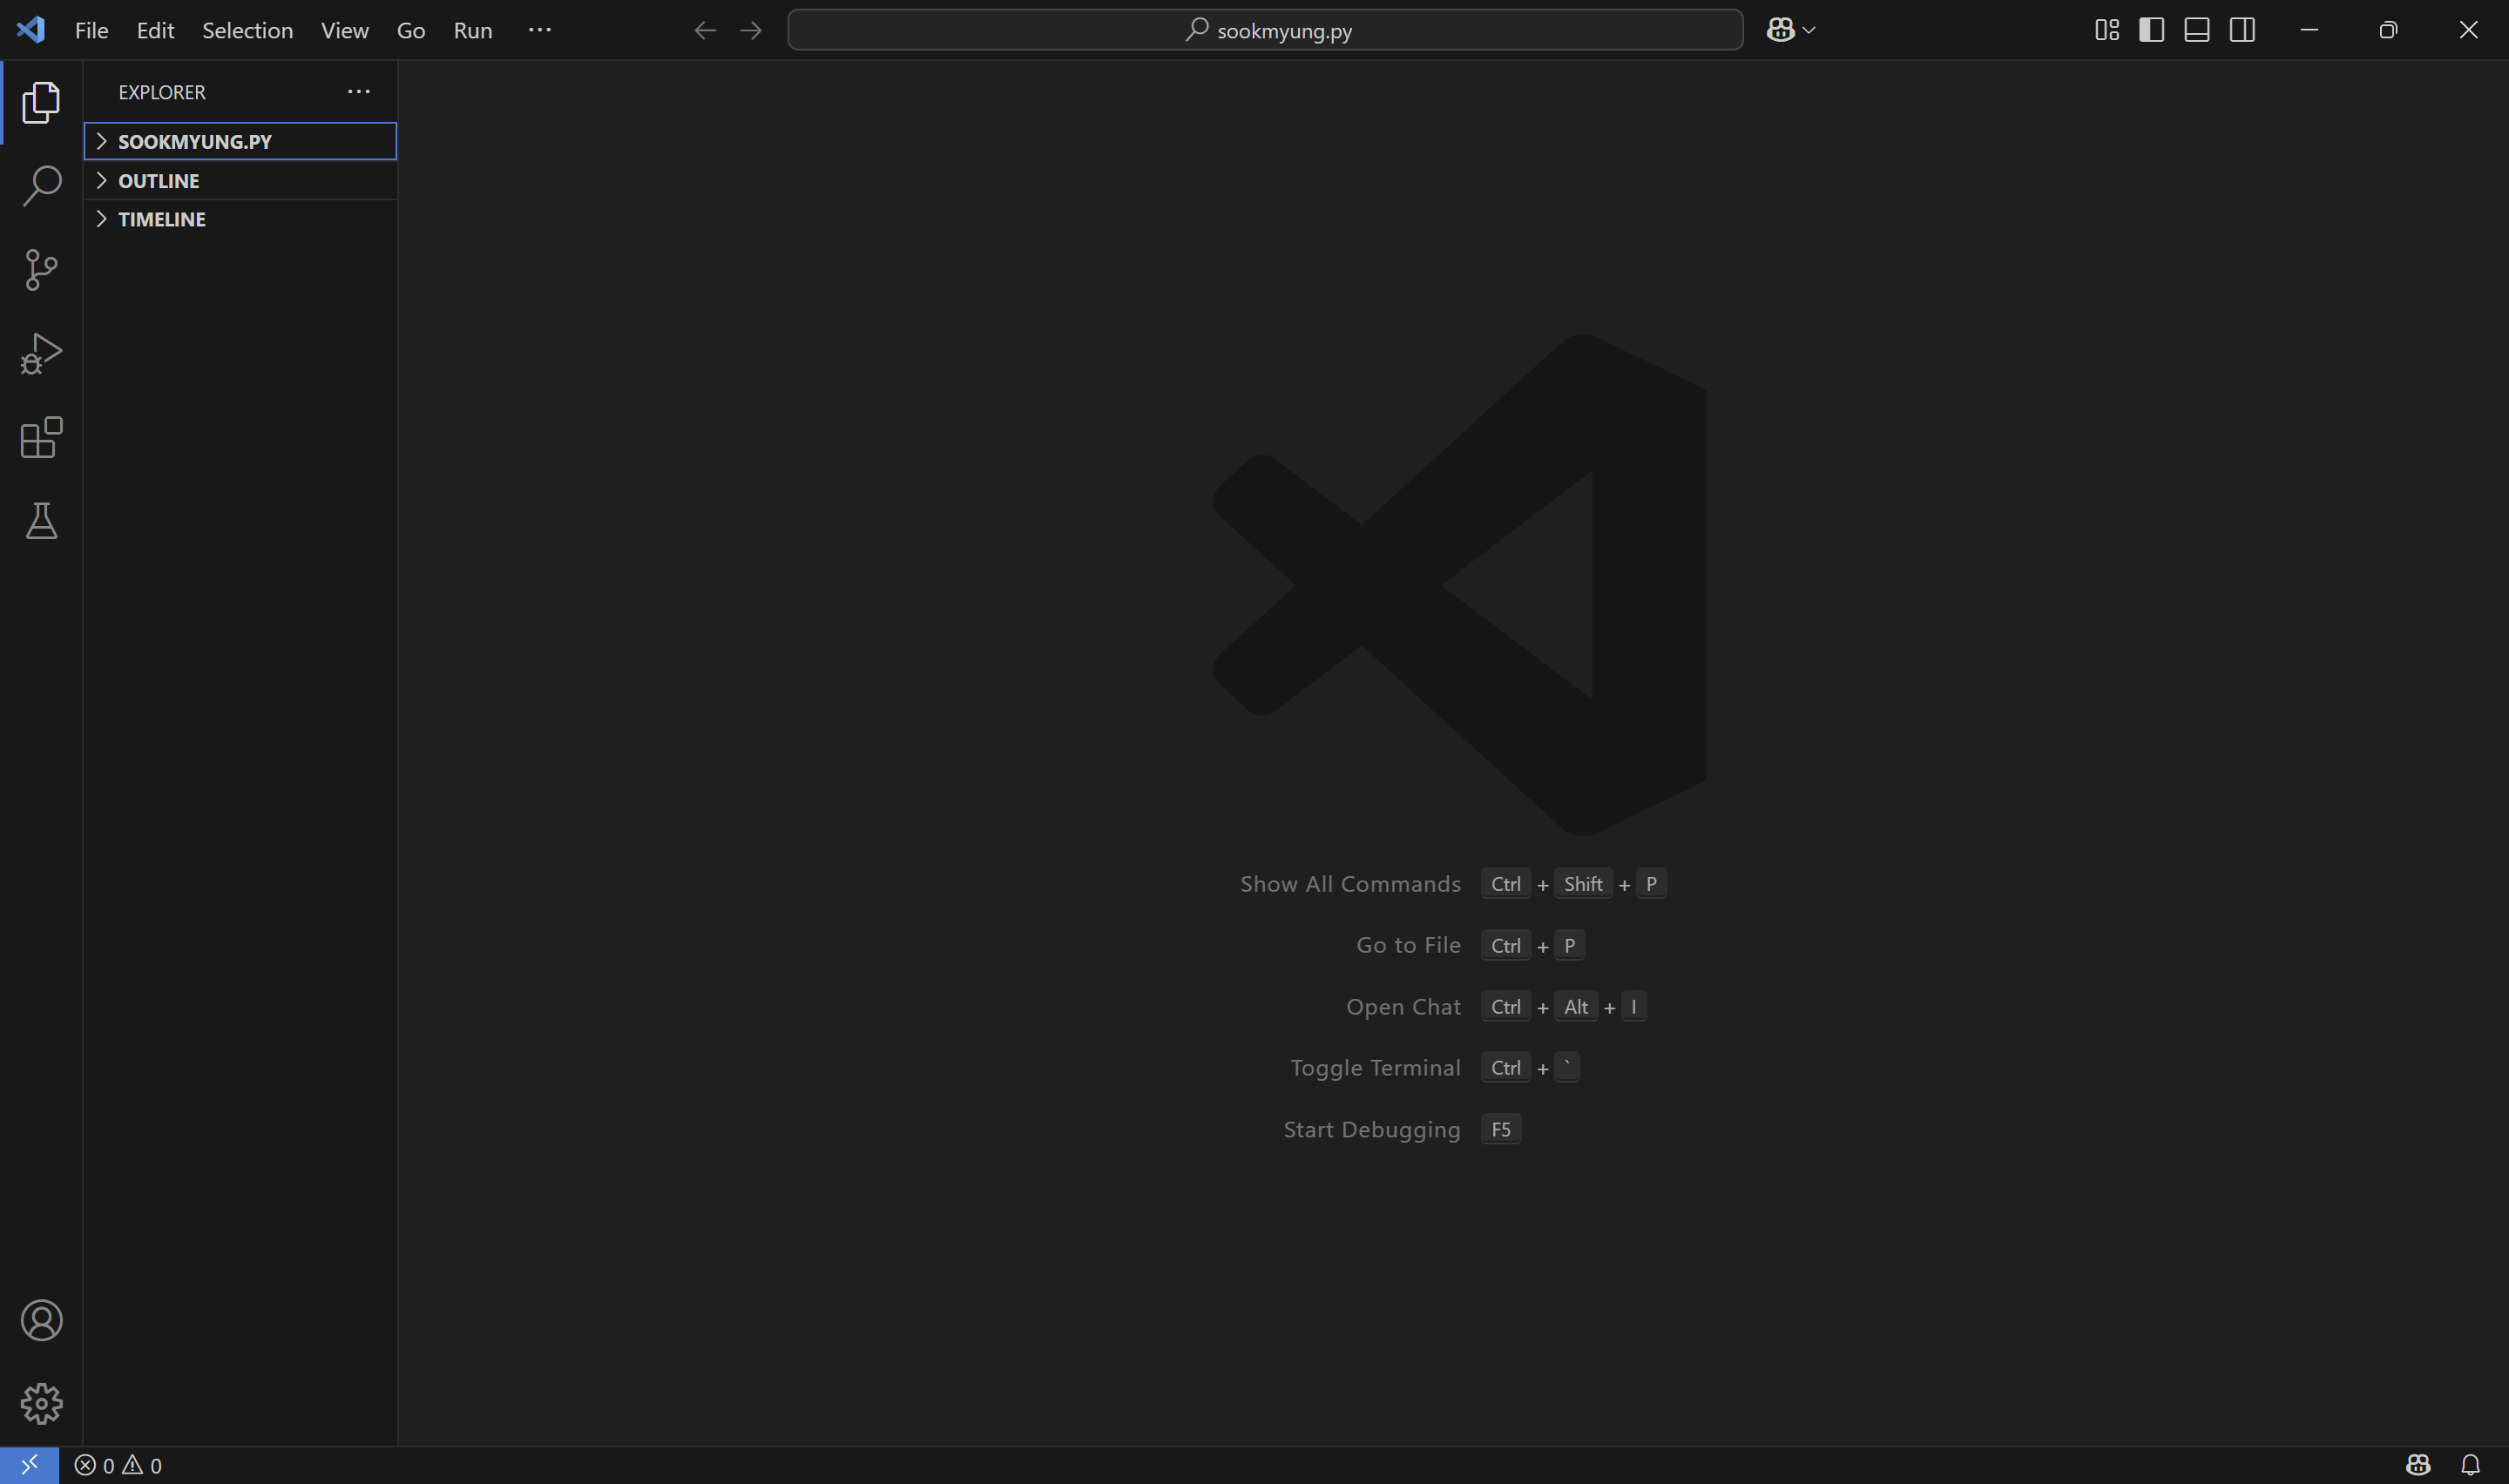 File Edit Selection View Go Run ···
sookmyung.py
EXPLORER ···
SOOKMYUNG.PY
OUTLINE
TIMELINE
Show All Commands Ctrl + Shift + P
Go to File Ctrl + P
Open Chat Ctrl + Alt + I
Toggle Terminal Ctrl + `
Start Debugging F5
0 0